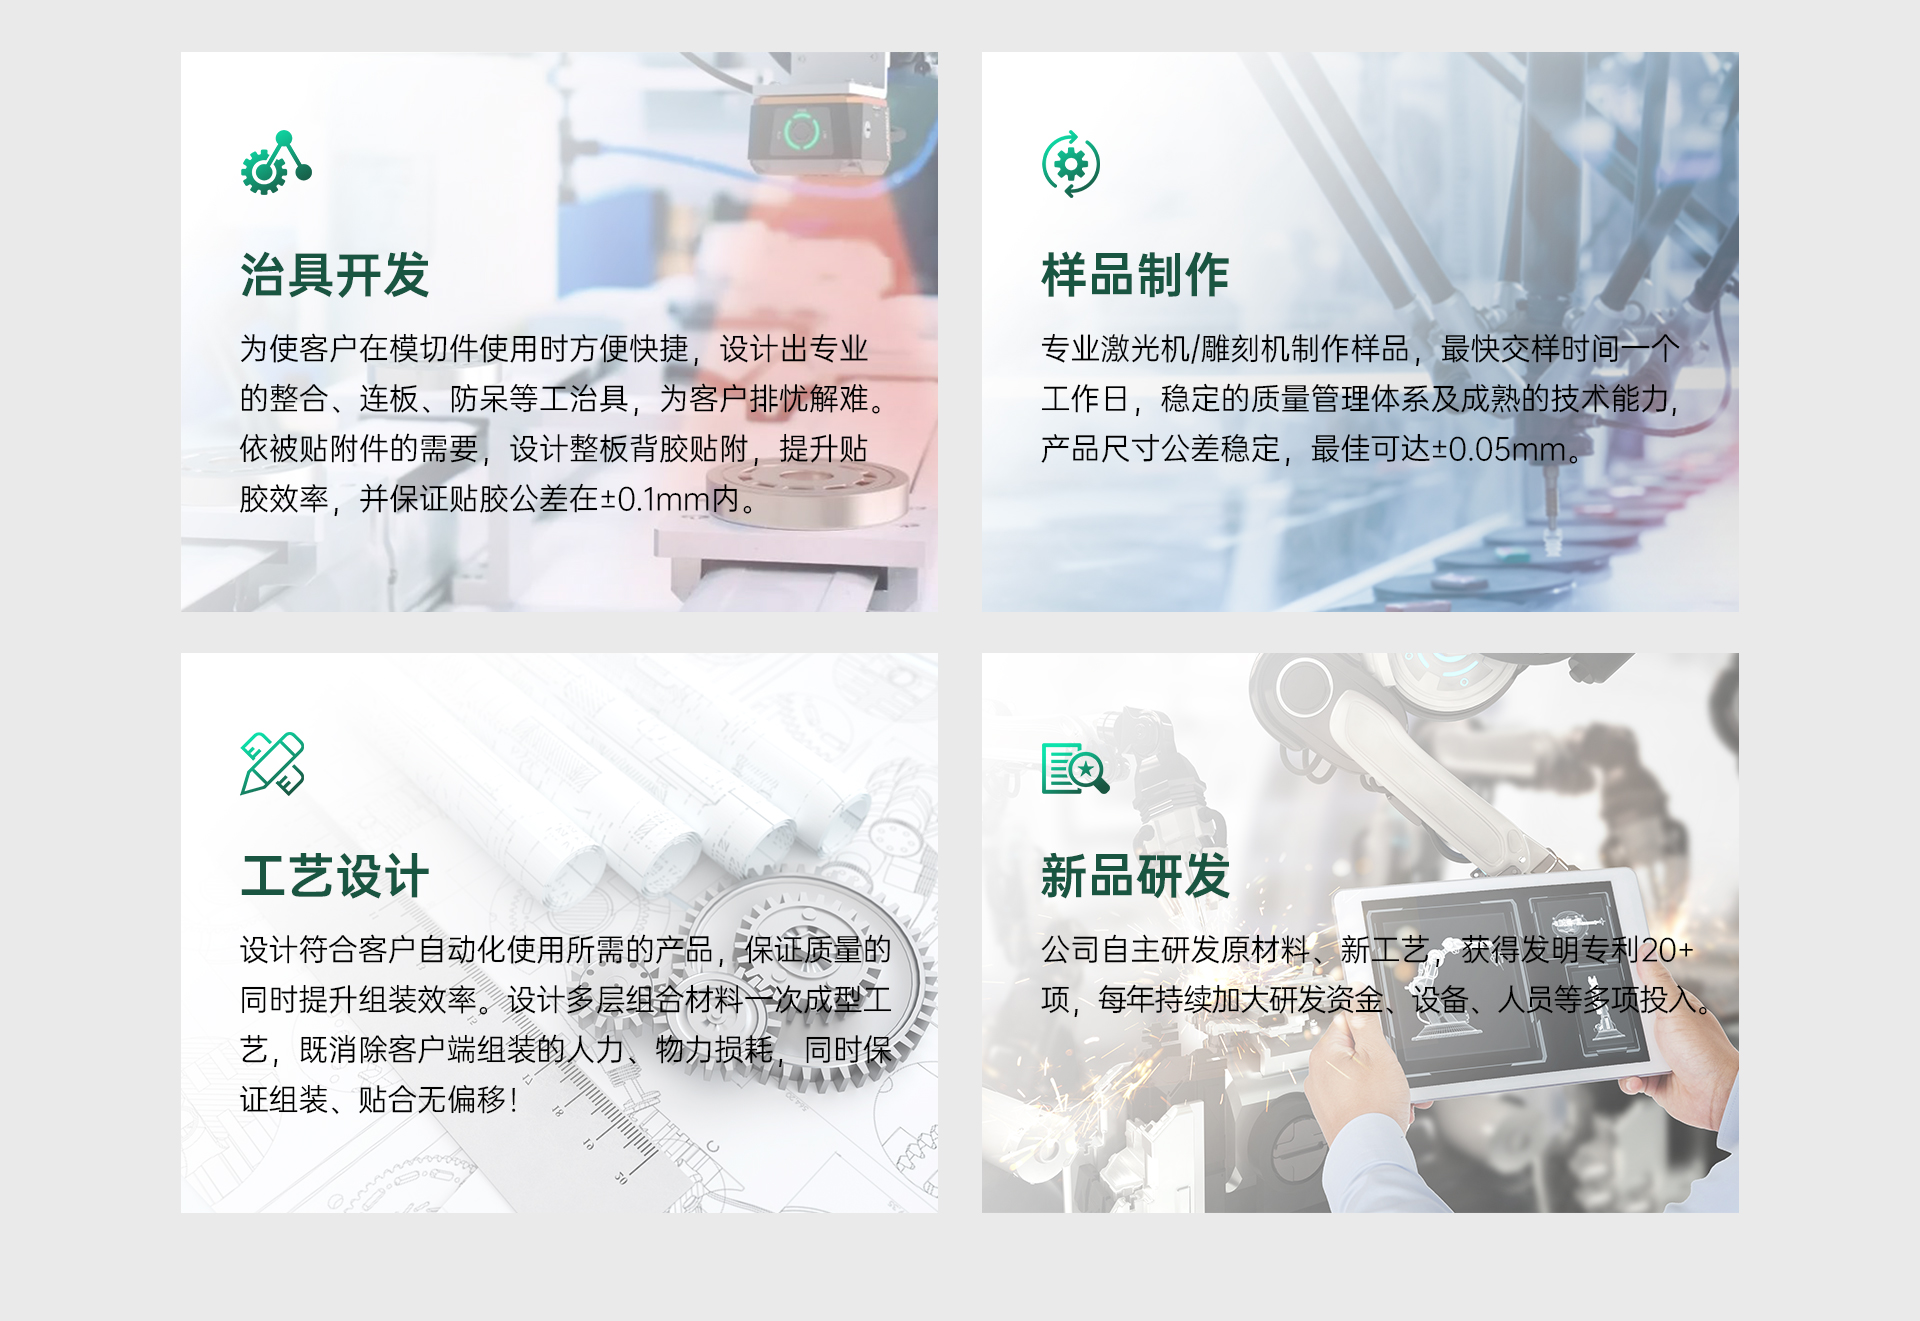 治具开发
为使客户在模切件使用时方便快捷，设计出专业
的整合、连板、防呆等工治具，为客户排忧解难。
依被贴附件的需要，设计整板背胶贴附，提升贴
胶效率，并保证贴胶公差在±0.1mm内。
样品制作
专业激光机/雕刻机制作样品，最快交样时间一个
工作日，稳定的质量管理体系及成熟的技术能力，
产品尺寸公差稳定，最佳可达±0.05mm。
工艺设计
设计符合客户自动化使用所需的产品，保证质量的
同时提升组装效率。设计多层组合材料一次成型工
艺，既消除客户端组装的人力、物力损耗，同时保
证组装、贴合无偏移！
新品研发
公司自主研发原材料、新工艺，获得发明专利20+
项，每年持续加大研发资金、设备、人员等多项投入。